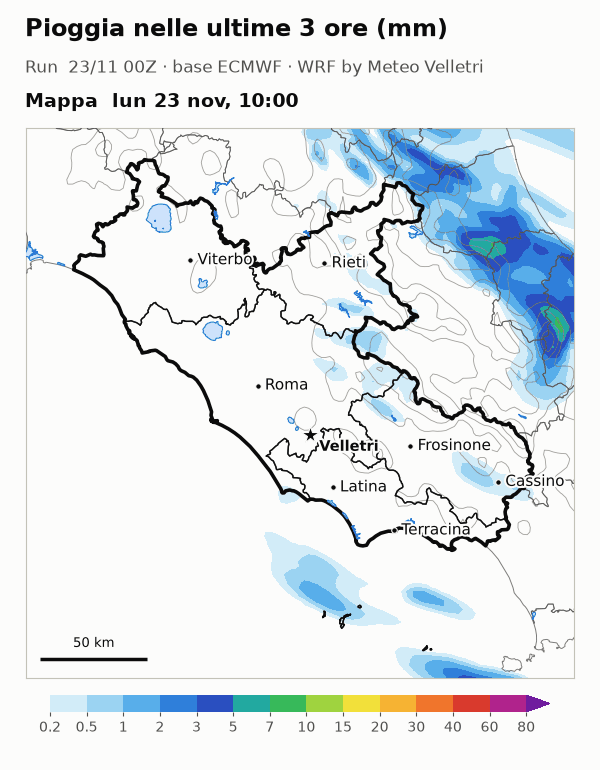 Pioggia nelle ultime 3 ore (mm)
Run  23/11 00Z · base ECMWF · WRF by Meteo Velletri
Mappa  lun 23 nov, 10:00
Viterbo
Rieti
Roma
Velletri
Frosinone
Cassino
Latina
Terracina
50 km
0.2 0.5 1 2 3 5 7 10 15 20 30 40 60 80